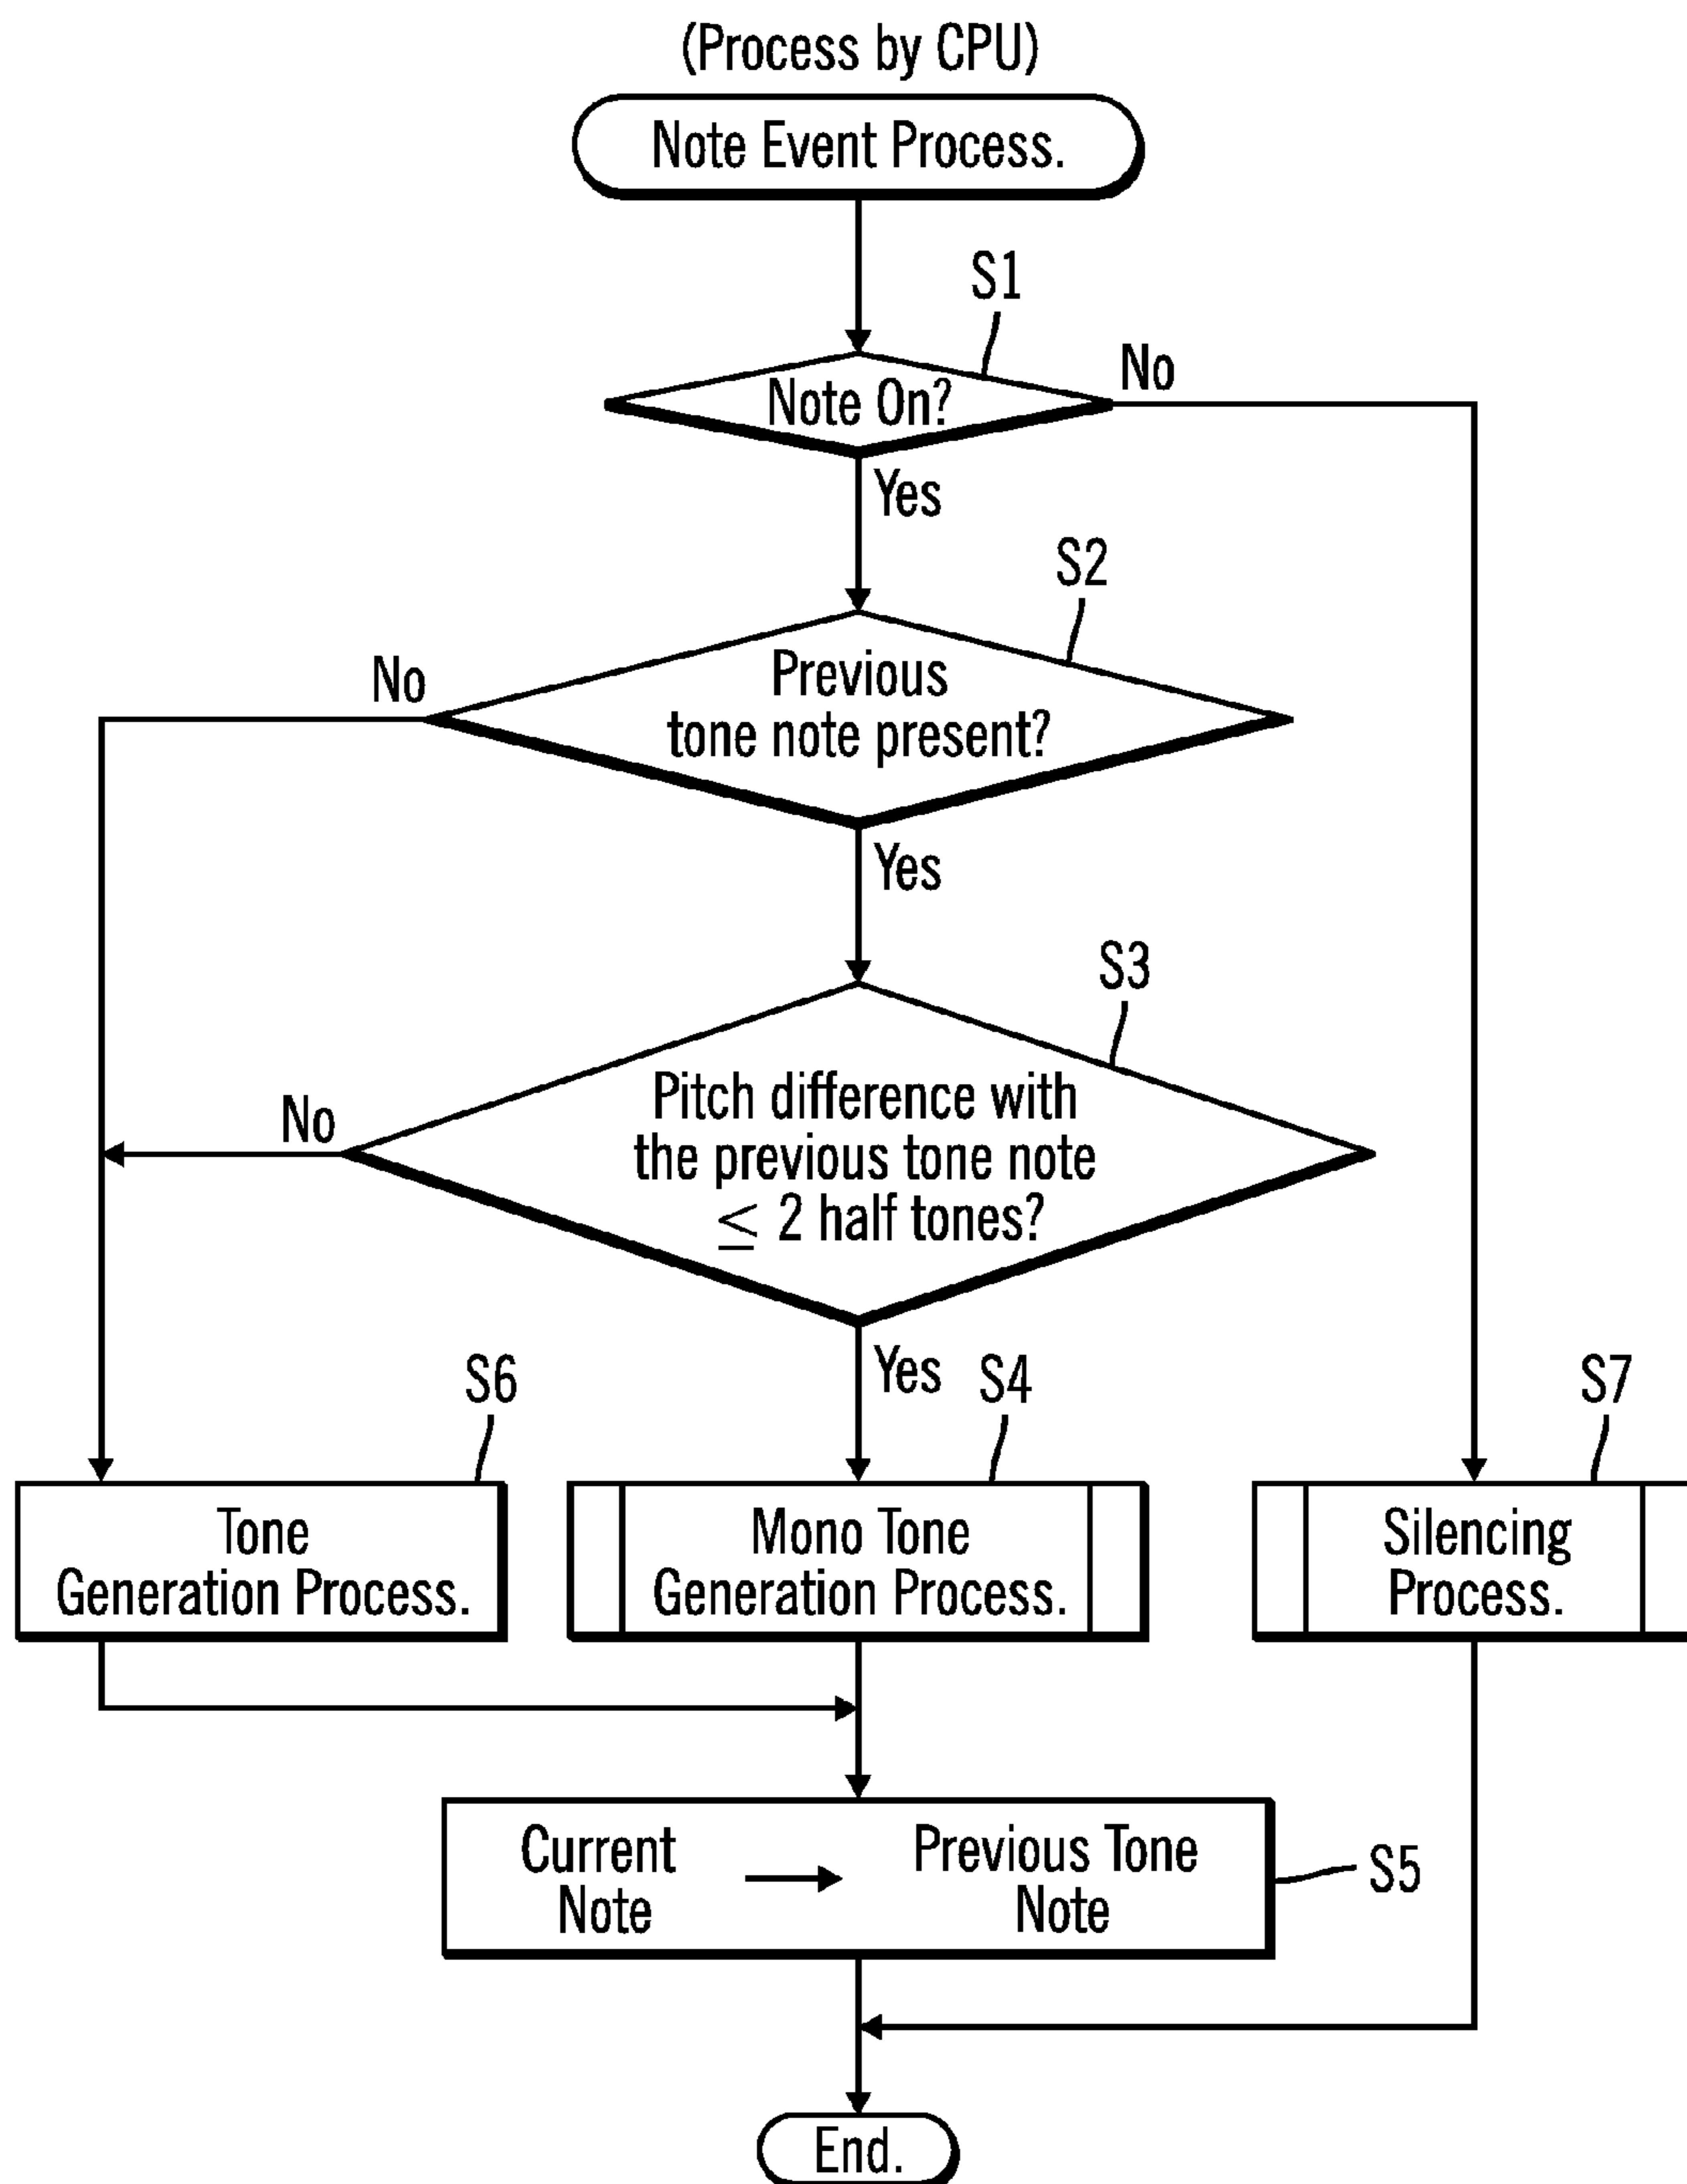 (Process by CPU)
Note Event Process.
S1
Note On?
No
Yes
S2
Previous
tone note present?
No
Yes
S3
Pitch difference with
the previous tone note
≤ 2 half tones?
No
Yes
S6
S4
S7
Tone
Generation Process.
Mono Tone
Generation Process.
Silencing
Process.
Current
Note
→
Previous Tone
Note
S5
End.